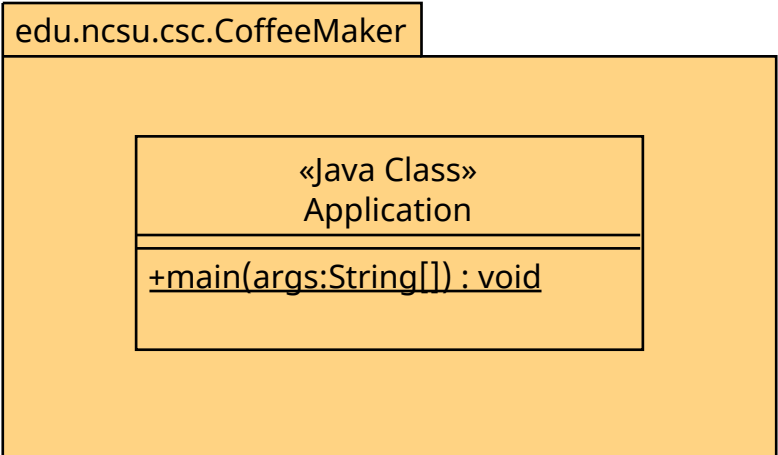 edu.ncsu.csc.CoffeeMaker
«Java Class»
Application
+main(args:String[]) : void